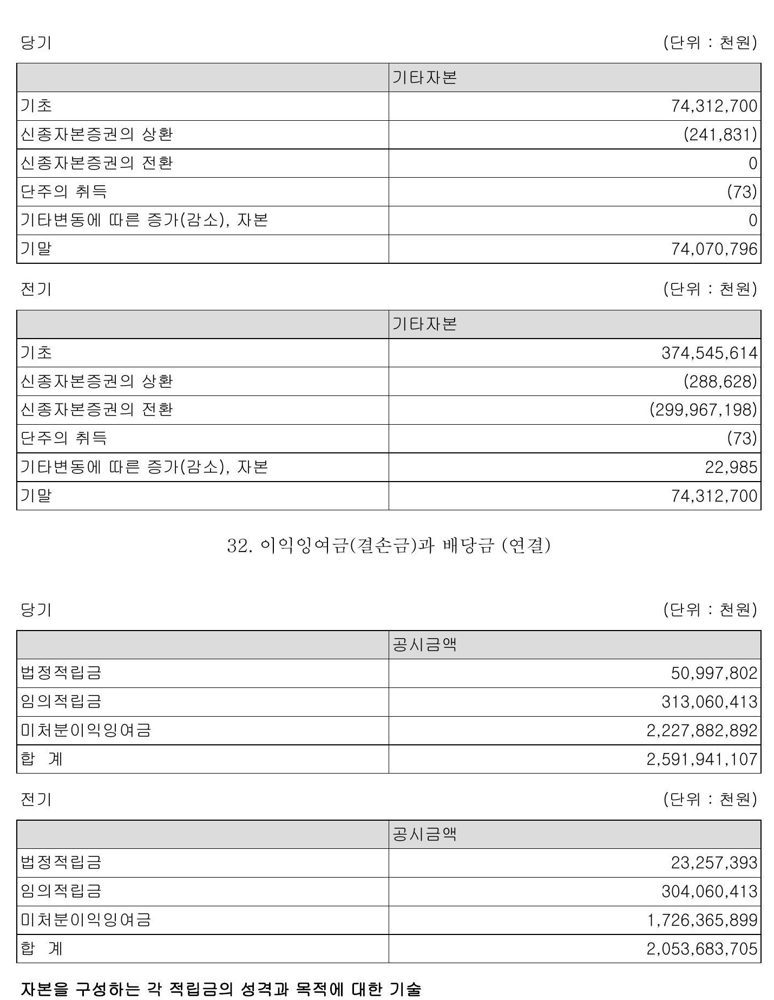 당기 (단위 : 천원)
기타자본
기초 74,312,700
신종자본증권의 상환 (241,831)
신종자본증권의 전환 0
단주의 취득 (73)
기타변동에 따른 증가(감소), 자본 0
기말 74,070,796
전기 (단위 : 천원)
기타자본
기초 374,545,614
신종자본증권의 상환 (288,628)
신종자본증권의 전환 (299,967,198)
단주의 취득 (73)
기타변동에 따른 증가(감소), 자본 22,985
기말 74,312,700
32. 이익잉여금(결손금)과 배당금 (연결)
당기 (단위 : 천원)
공시금액
법정적립금 50,997,802
임의적립금 313,060,413
미처분이익잉여금 2,227,882,892
합 계 2,591,941,107
전기 (단위 : 천원)
공시금액
법정적립금 23,257,393
임의적립금 304,060,413
미처분이익잉여금 1,726,365,899
합 계 2,053,683,705
자본을 구성하는 각 적립금의 성격과 목적에 대한 기술